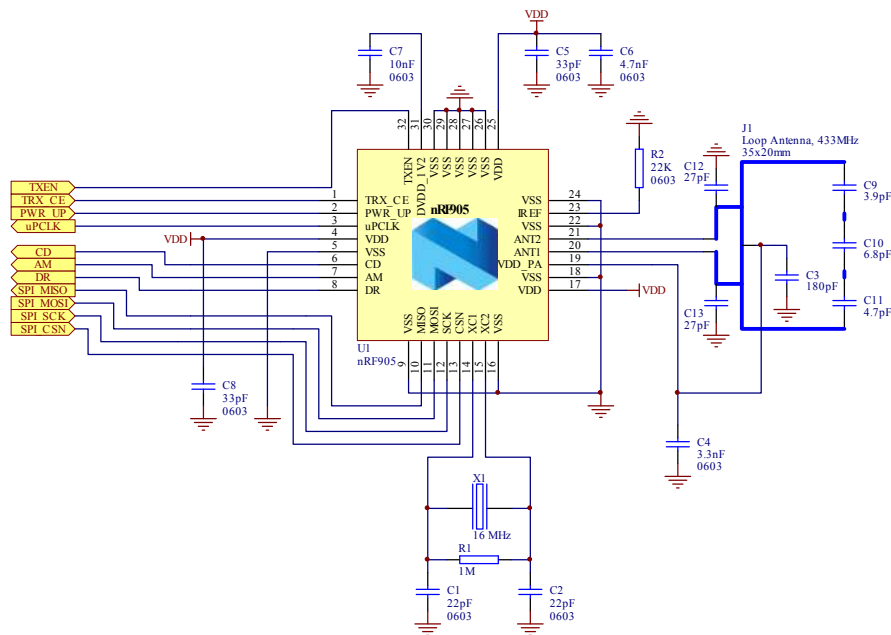 VDD
C7
10nF
0603
C5
33pF
0603
C6
4.7nF
0603
32
31
30
29
28
27
26
25
TXEN
DVDD_1V2
VSS
VSS
VSS
VSS
VSS
VDD
R2
22K
0603
J1
Loop Antenna, 433MHz
35x20mm
C12
27pF
C9
3.9pF
C10
6.8pF
C11
4.7pF
C3
180pF
C13
27pF
TXEN
TRX_CE
PWR_UP
uPCLK
CD
AM
DR
SPI_MISO
SPI_MOSI
SPI_SCK
SPI_CSN
VDD
1
2
3
4
5
6
7
8
TRX_CE
PWR_UP
uPCLK
VDD
VSS
CD
AM
DR
nRF905
VSS
IREF
VSS
ANT2
ANT1
VDD_PA
VSS
VDD
24
23
22
21
20
19
18
17
VDD
VSS
MISO
MOSI
SCK
CSN
XC1
XC2
VSS
9
10
11
12
13
14
15
16
U1
nRF905
C8
33pF
0603
C4
3.3nF
0603
X1
16 MHz
R1
1M
C1
22pF
0603
C2
22pF
0603